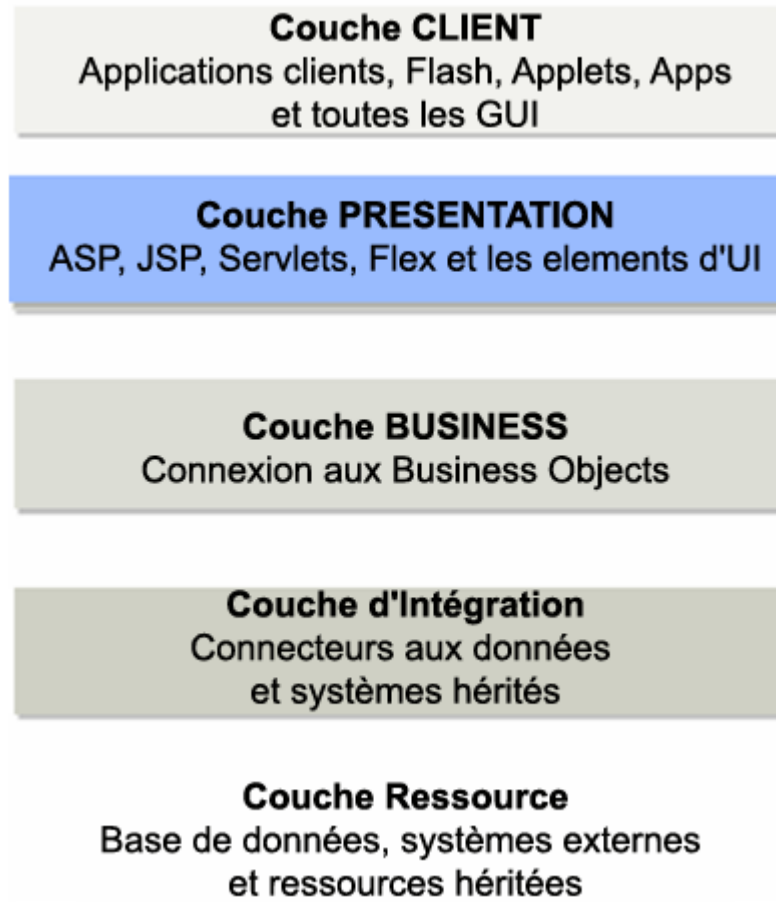 Couche CLIENT
Applications clients, Flash, Applets, Apps
et toutes les GUI
Couche PRESENTATION
ASP, JSP, Servlets, Flex et les elements d'UI
Couche BUSINESS
Connexion aux Business Objects
Couche d'Intégration
Connecteurs aux données
et systèmes hérités
Couche Ressource
Base de données, systèmes externes
et ressources héritées